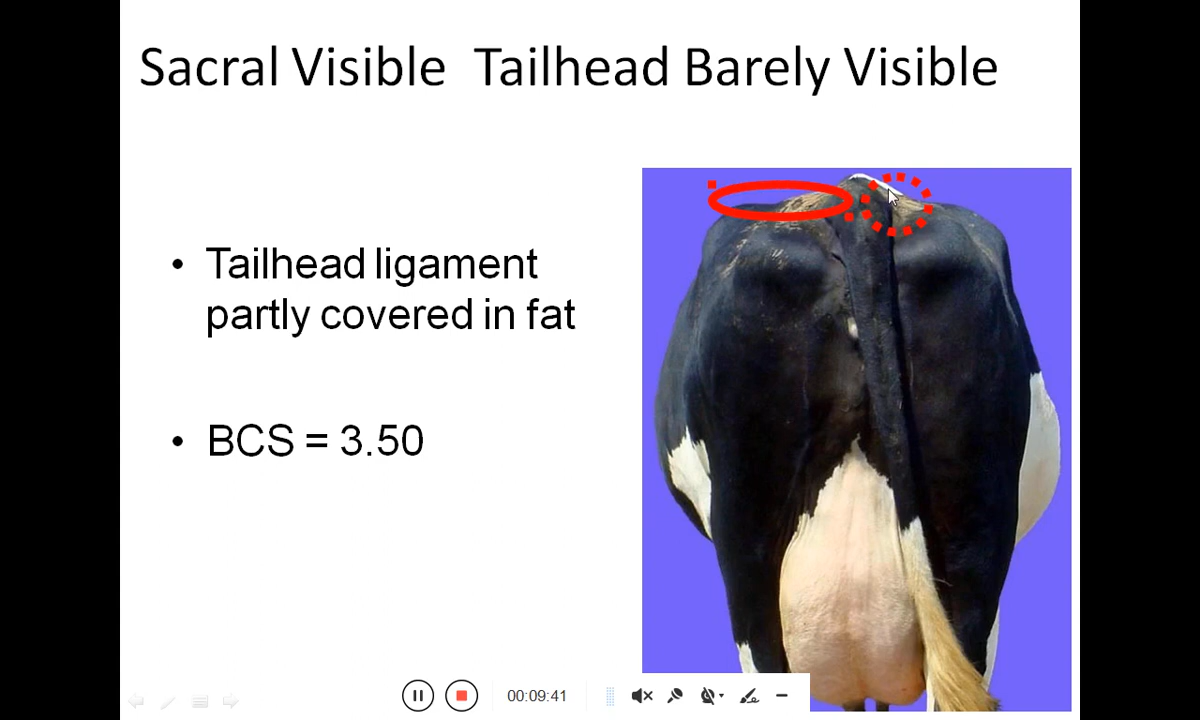 Sacral Visible Tailhead Barely Visible
• Tailhead ligament
partly covered in fat
• BCS = 3.50
00:09:41